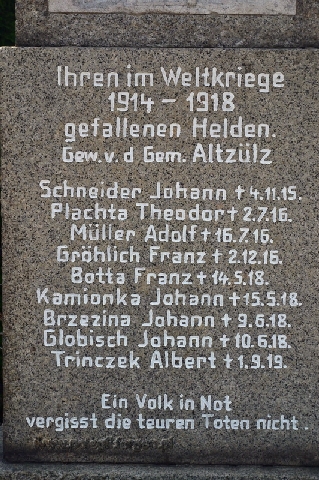 Ihren im Weltkriege
1914 - 1918
gefallenen Helden.
Gew. v. d Gem. Altzülz
Schneider Johann † 4.11.15.
Plachta Theodor † 2.7.16.
Müller Adolf † 16.7.16.
Gröhlich Franz † 2.12.16.
Botta Franz † 14.5.18.
Kamionka Johann † 15.5.18.
Brzezina Johann † 9.6.18.
Globisch Johann † 10.6.18.
Trinczek Albert † 1.9.19.
Ein Volk in Not
vergisst die teuren Toten nicht.